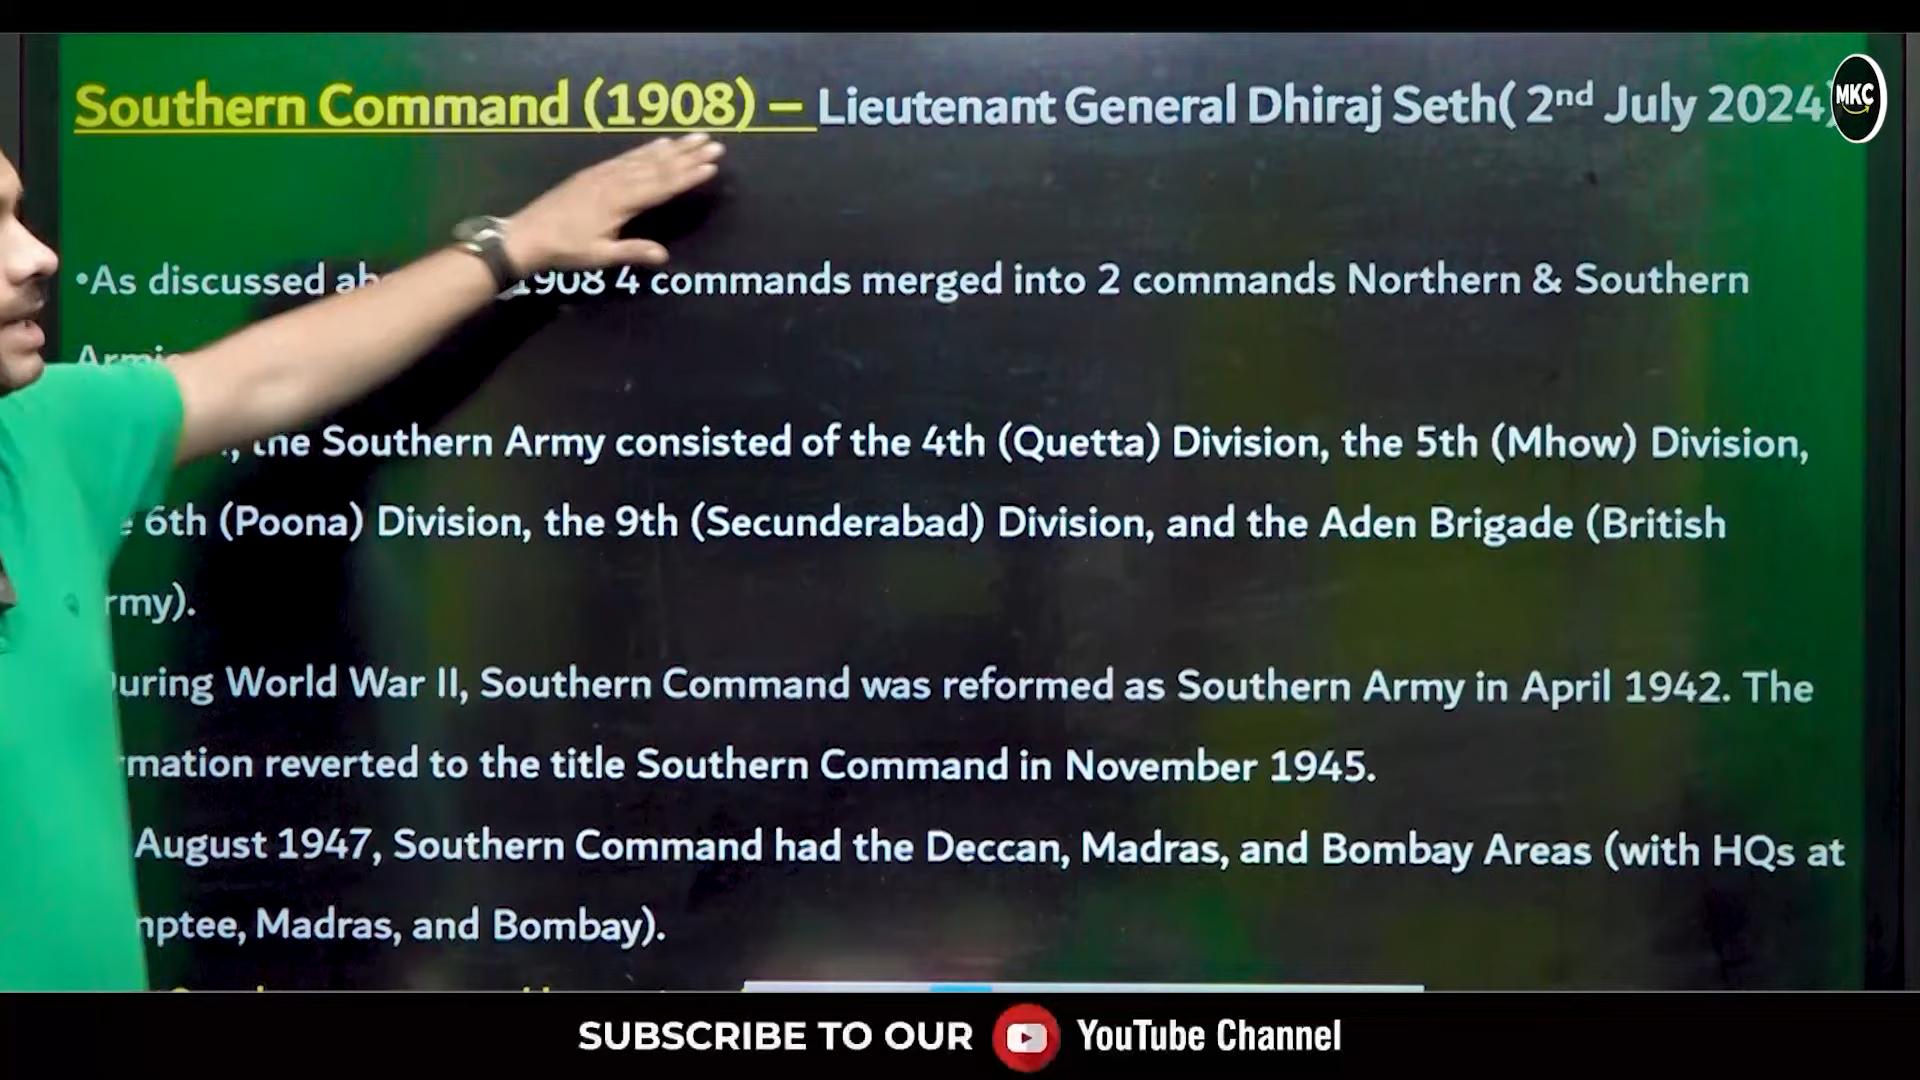 Southern Command (1908) – Lieutenant General Dhiraj Seth( 2nd July 2024)
MKC
•As discussed 1908 4 commands merged into 2 commands Northern & Southern
the Southern Army consisted of the 4th (Quetta) Division, the 5th (Mhow) Division,
6th (Poona) Division, the 9th (Secunderabad) Division, and the Aden Brigade (British
rmy).
uring World War II, Southern Command was reformed as Southern Army in April 1942. The
mation reverted to the title Southern Command in November 1945.
August 1947, Southern Command had the Deccan, Madras, and Bombay Areas (with HQs at
mptee, Madras, and Bombay).
SUBSCRIBE TO OUR YouTube Channel